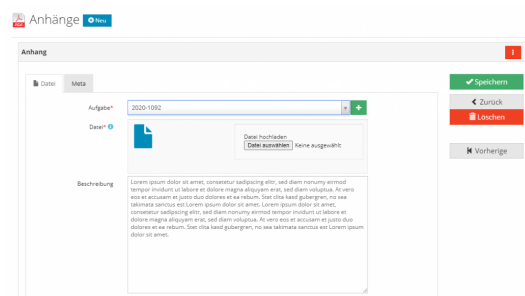 PDF
Anhänge Neu
Anhang
Datei Meta
Speichern
Zurück
Löschen
Vorherige
Aufgabe* 2020-1092
Datei*
Datei hochladen
Datei auswählen Keine ausgewählt
Beschreibung
Lorem ipsum dolor sit amet, consetetur sadipscing elitr, sed diam nonumy eirmod
tempor invidunt ut labore et dolore magna aliquyam erat, sed diam voluptua. At vero
eos et accusam et justo duo dolores et ea rebum. Stet clita kasd gubergren, no sea
takimata sanctus est Lorem ipsum dolor sit amet. Lorem ipsum dolor sit amet,
consetetur sadipscing elitr, sed diam nonumy eirmod tempor invidunt ut labore et
dolore magna aliquyam erat, sed diam voluptua. At vero eos et accusam et justo duo
dolores et ea rebum. Stet clita kasd gubergren, no sea takimata sanctus est Lorem ipsum
dolor sit amet.